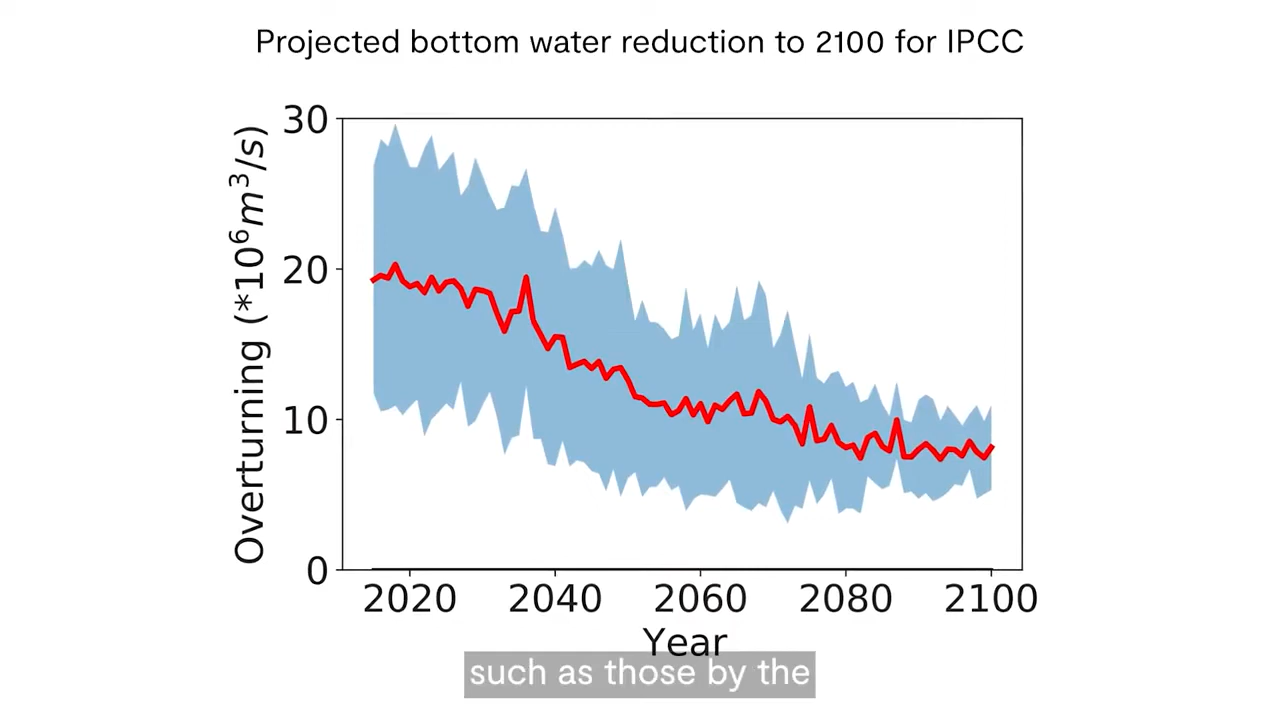 Projected bottom water reduction to 2100 for IPCC
30
20
10
0
Overturning (*10⁶m³/s)
2020 2040 2060 2080 2100
Year
such as those by the